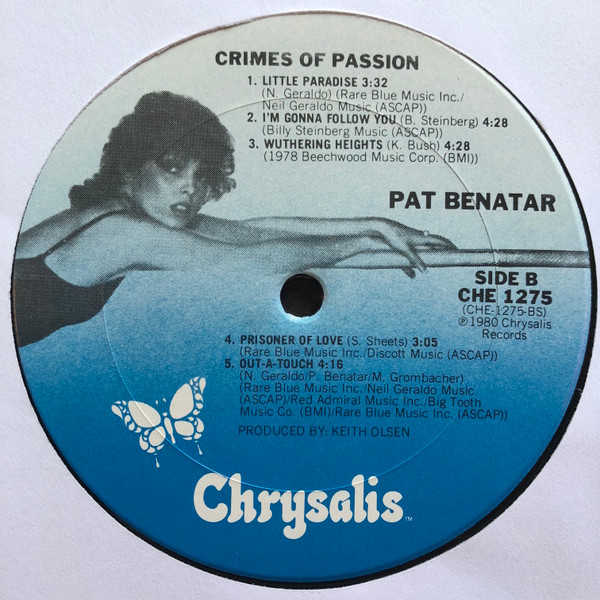 CRIMES OF PASSION
1. LITTLE PARADISE 3:32
(N. Geraldo) (Rare Blue Music Inc./
Neil Geraldo Music (ASCAP))
2. I'M GONNA FOLLOW YOU (B. Steinberg) 4:28
(Billy Steinberg Music (ASCAP))
3. WUTHERING HEIGHTS (K. Bush) 4:28
(1978 Beechwood Music Corp. (BMI))
PAT BENATAR
SIDE B
CHE 1275
(CHE-1275-BS)
℗ 1980 Chrysalis
Records
4. PRISONER OF LOVE (S. Sheets) 3:05
(Rare Blue Music Inc./Discott Music (ASCAP))
5. OUT-A-TOUCH 4:16
(N. Geraldo/P. Benatar/M. Grombacher)
(Rare Blue Music Inc./Neil Geraldo Music
(ASCAP)/Red Admiral Music Inc./Big Tooth
Music Co. (BMI)/Rare Blue Music Inc. (ASCAP))
PRODUCED BY: KEITH OLSEN
Chrysalis™